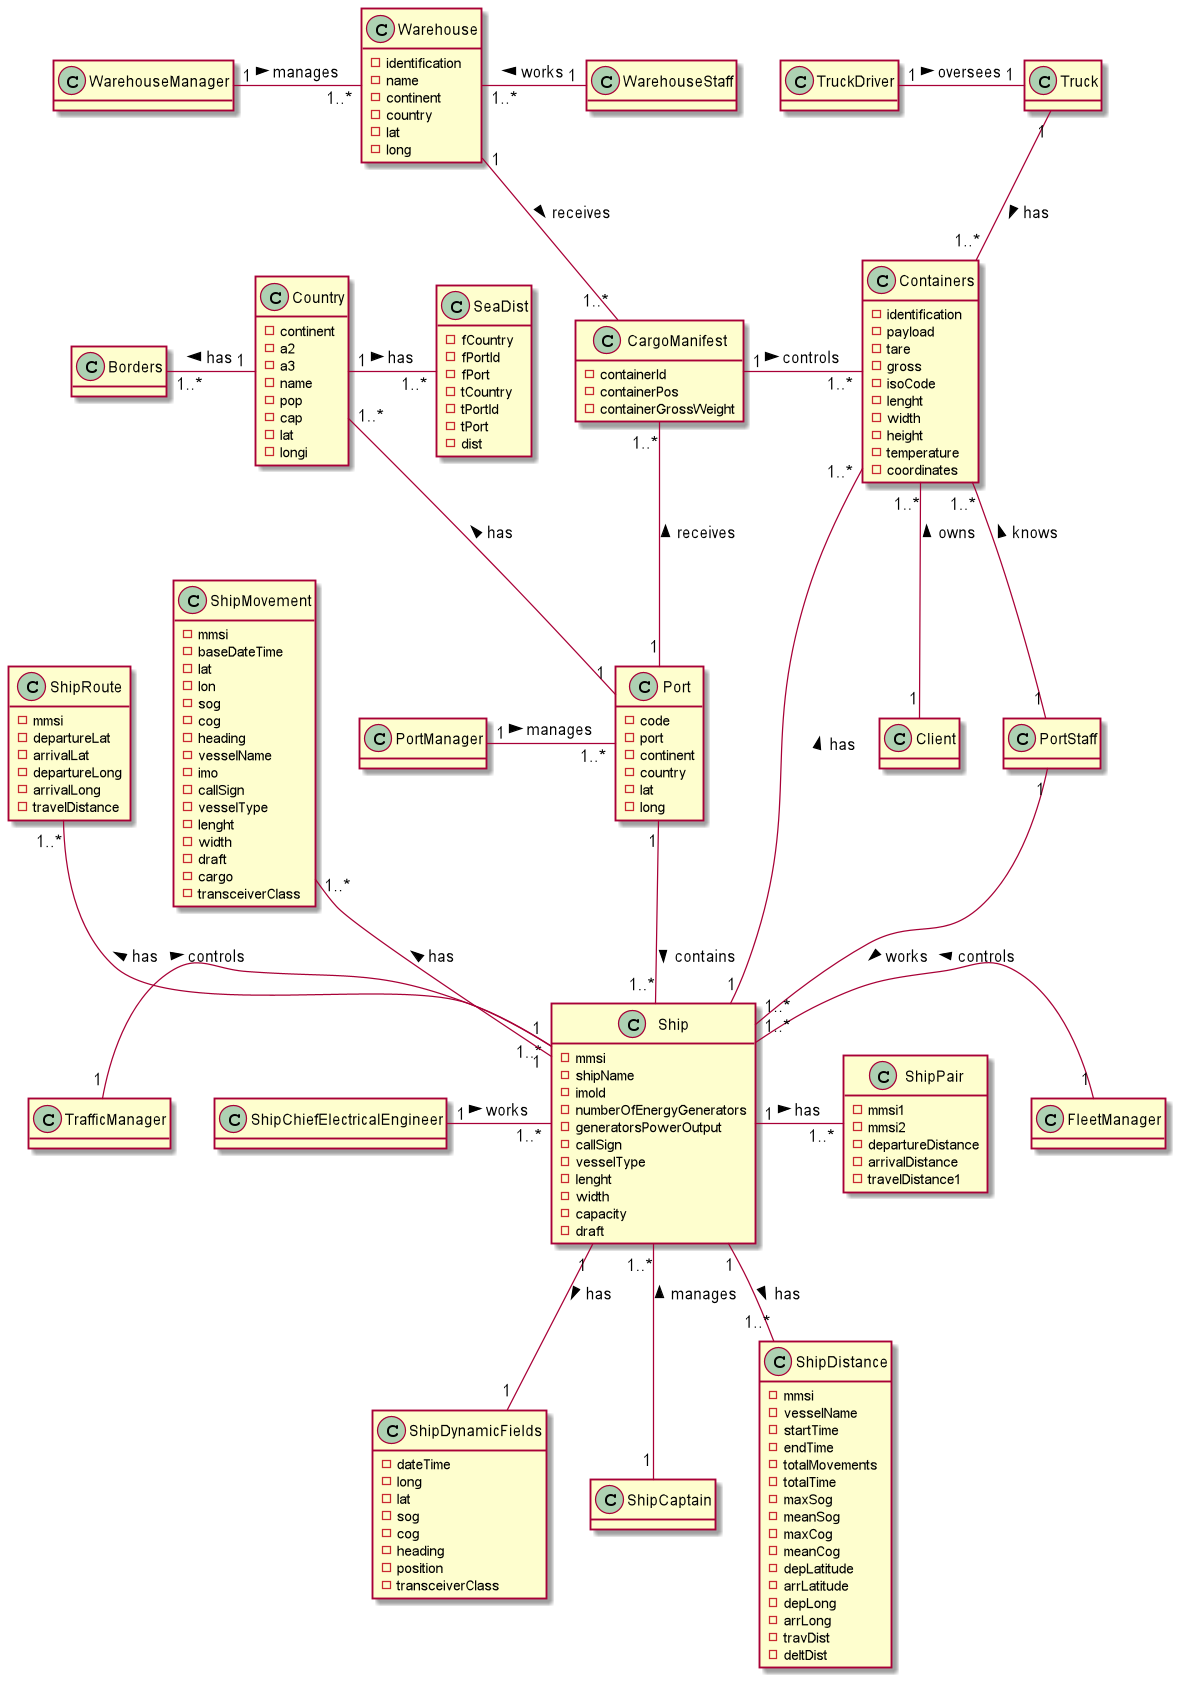 C Warehouse
identification
name
continent
country
lat
long
C WarehouseManager
1 manages
1..*
works 1
1..*
C WarehouseStaff
C TruckDriver
1 oversees 1
C Truck
1
receives
1..*
1
has
1..*
C Country
continent
a2
a3
name
pop
cap
lat
longi
C Borders
has 1
1..*
1 has
1..*
C SeaDist
fCountry
fPortId
fPort
tCountry
tPortId
tPort
dist
C CargoManifest
containerId
containerPos
containerGrossWeight
1 controls
1..*
C Containers
identification
payload
tare
gross
isoCode
lenght
width
height
temperature
coordinates
1..*
has
1
1..*
receives
1
1..*
has
1
1..*
owns
1
1..*
knows
1
C ShipMovement
mmsi
baseDateTime
lat
lon
sog
cog
heading
vesselName
imo
callSign
vesselType
lenght
width
draft
cargo
transceiverClass
C ShipRoute
mmsi
departureLat
arrivalLat
departureLong
arrivalLong
travelDistance
C PortManager
1 manages
1..*
C Port
code
port
continent
country
lat
long
C Client
C PortStaff
1..*
has
1
1..*
has
1
controls
1
1..*
1
contains
1..*
1
works
1..*
controls
1
1..*
C TrafficManager
C ShipChiefElectricalEngineer
1 works
1..*
C Ship
mmsi
shipName
imoId
numberOfEnergyGenerators
generatorsPowerOutput
callSign
vesselType
lenght
width
capacity
draft
1 has
1..*
C ShipPair
mmsi1
mmsi2
departureDistance
arrivalDistance
travelDistance1
C FleetManager
1
has
1
1..*
manages
1
1
has
1..*
C ShipDynamicFields
dateTime
long
lat
sog
cog
heading
position
transceiverClass
C ShipCaptain
C ShipDistance
mmsi
vesselName
startTime
endTime
totalMovements
totalTime
maxSog
meanSog
maxCog
meanCog
depLatitude
arrLatitude
depLong
arrLong
travDist
deltDist